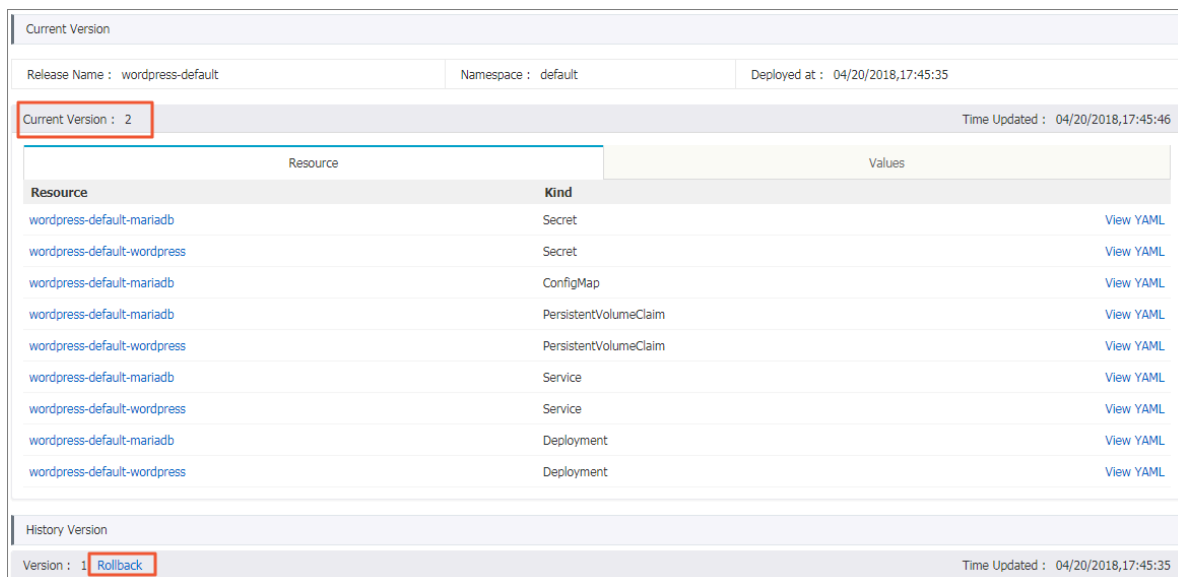 Current Version
Release Name : wordpress-default Namespace : default Deployed at : 04/20/2018,17:45:35
Current Version : 2 Time Updated : 04/20/2018,17:45:46
Resource Values
Resource Kind
wordpress-default-mariadb Secret View YAML
wordpress-default-wordpress Secret View YAML
wordpress-default-mariadb ConfigMap View YAML
wordpress-default-mariadb PersistentVolumeClaim View YAML
wordpress-default-wordpress PersistentVolumeClaim View YAML
wordpress-default-mariadb Service View YAML
wordpress-default-wordpress Service View YAML
wordpress-default-mariadb Deployment View YAML
wordpress-default-wordpress Deployment View YAML
History Version
Version : 1 Rollback Time Updated : 04/20/2018,17:45:35